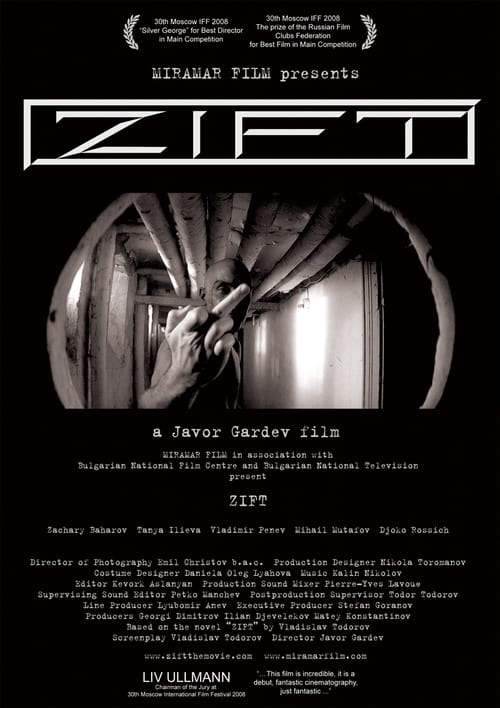 30th Moscow IFF 2008
"Silver George" for Best Director
in Main Competition
30th Moscow IFF 2008
The prize of the Russian Film
Clubs Federation
for Best Film in Main Competition
MIRAMAR FILM presents
ZIFT
a Javor Gardev film
MIRAMAR FILM in association with
Bulgarian National Film Centre and Bulgarian National Television
present
ZIFT
Zachary Baharov Tanya Ilieva Vladimir Penev Mihail Mutafov Djoko Rossich
Director of Photography Emil Christov b.a.c. Production Designer Nikola Toromanov
Costume Designer Daniela Oleg Lyahova Music Kalin Nikolov
Editor Kevork Aslanyan Production Sound Mixer Pierre-Yves Lavoue
Supervising Sound Editor Petko Manchev Postproduction Supervisor Todor Todorov
Line Producer Lyubomir Anev Executive Producer Stefan Goranov
Producers Georgi Dimitrov Ilian Djevelekov Matey Konstantinov
Based on the novel "ZIFT" by Vladislav Todorov
Screenplay Vladislav Todorov Director Javor Gardev
www.ziftthemovie.com www.miramarfilm.com
LIV ULLMANN
Chairman of the Jury at
30th Moscow International Film Festival 2008
"...This film is incredible, it is a
debut, fantastic cinematography,
just fantastic ..."